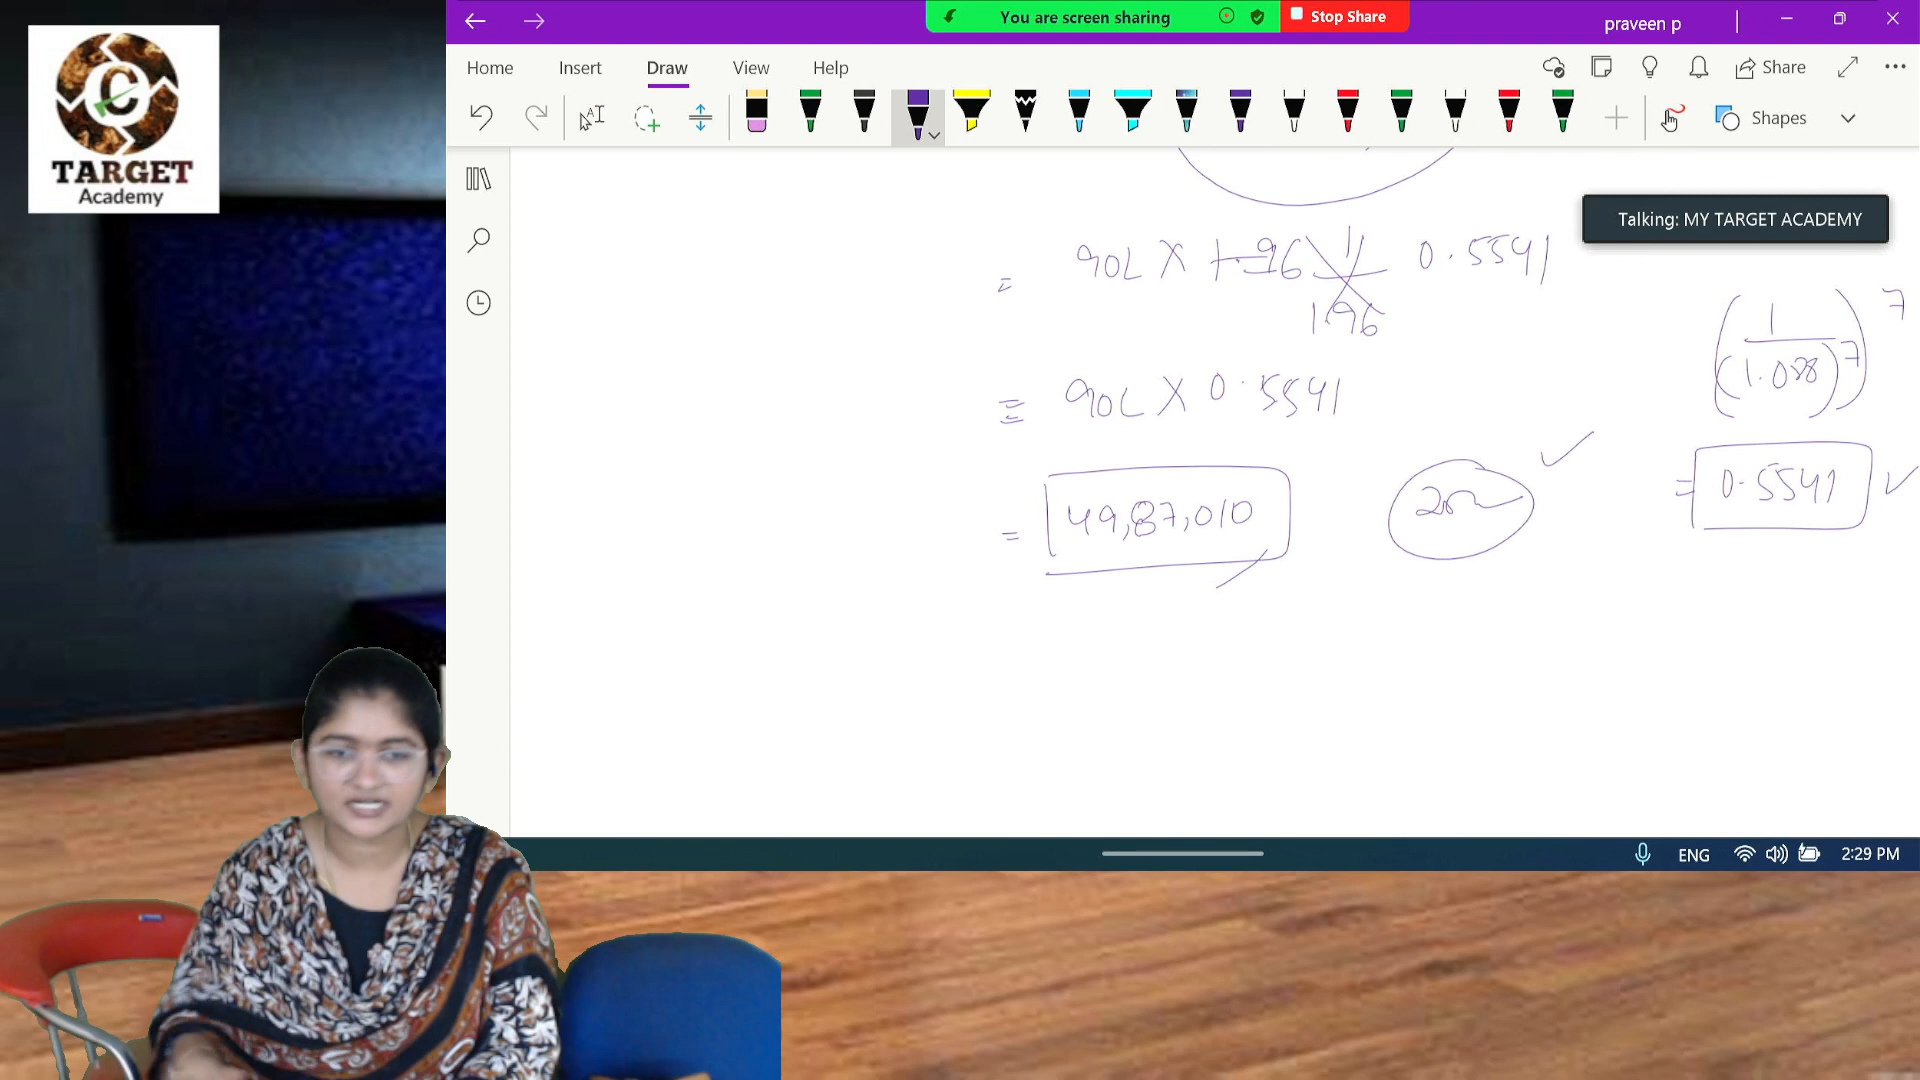 You are screen sharing
Stop Share
praveen p
Home Insert Draw View Help
Share
Shapes
TARGET
Academy
Talking: MY TARGET ACADEMY
= 90L X 1.96 X 1/1.96 0.5541
= 90L X 0.5541
= 49,87,010
(1/(1.088)^7)^7
= 0.5541
ENG
2:29 PM